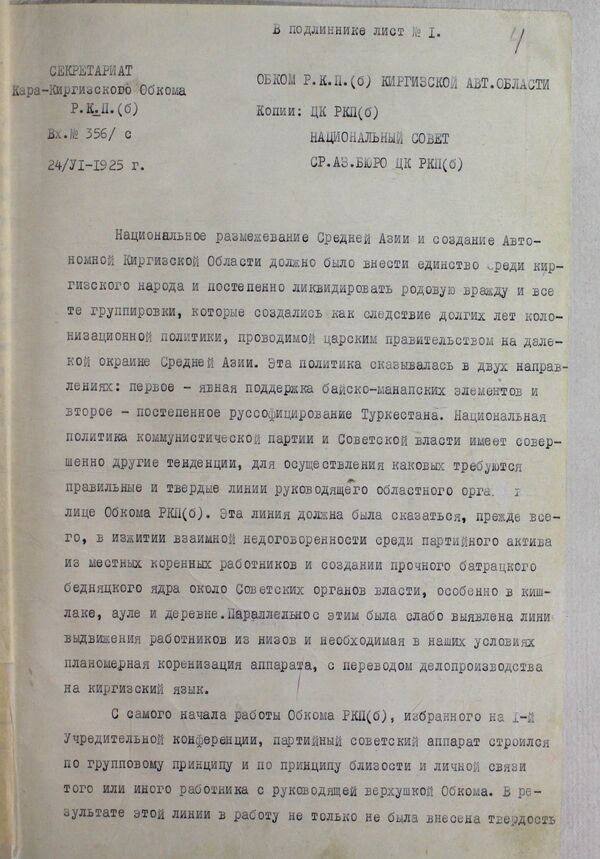 В подлиннике лист № I.
4
СЕКРЕТАРИАТ
Кара-Киргизского Обкома
Р.К.П.(б)
Вх.№ 356/ с
24/VI-1925 г.
ОБКОМ Р.К.П.(б) КИРГИЗСКОЙ АВТ.ОБЛАСТИ
Копии: ЦК РКП(б)
НАЦИОНАЛЬНЫЙ СОВЕТ
СР.АЗ.БЮРО ЦК РКП(б)
Национальное размежевание Средней Азии и создание Авто-
номной Киргизской Области должно было внести единство среди кир-
гизского народа и постепенно ликвидировать родовую вражду и все
те группировки, которые создались как следствие долгих лет коло-
низационной политики, проводимой царским правительством на дале-
кой окраине Средней Азии. Эта политика сказывалась в двух направ-
лениях: первое - явная поддержка байско-манапских элементов и
второе - постепенное руссофицирование Туркестана. Национальная
политика коммунистической партии и Советской власти имеет совер-
шенно другие тенденции, для осуществления каковых требуются
правильные и твердые линии руководящего областного орга
лице Обкома РКП(б). Эта линия должна была сказаться, прежде все-
го, в изжитии взаимной недоговоренности среди партийного актива
из местных коренных работников и создании прочного батрацкого
бедняцкого ядра около Советских органов власти, особенно в киш-
лаке, ауле и деревне.Параллельнос этим была слабо выявлена лини
выдвижения работников из низов и необходимая в наших условиях
планомерная коренизация аппарата, с переводом делопроизводства
на киргизский язык.
С самого начала работы Обкома РКП(б), избранного на I-й
Учредительной конференции, партийный советский аппарат строился
по групповому принципу и по принципу близости и личной связи
того или иного работника с руководящей верхушкой Обкома. В ре-
зультате этой линии в работу не только не была внесена твердость